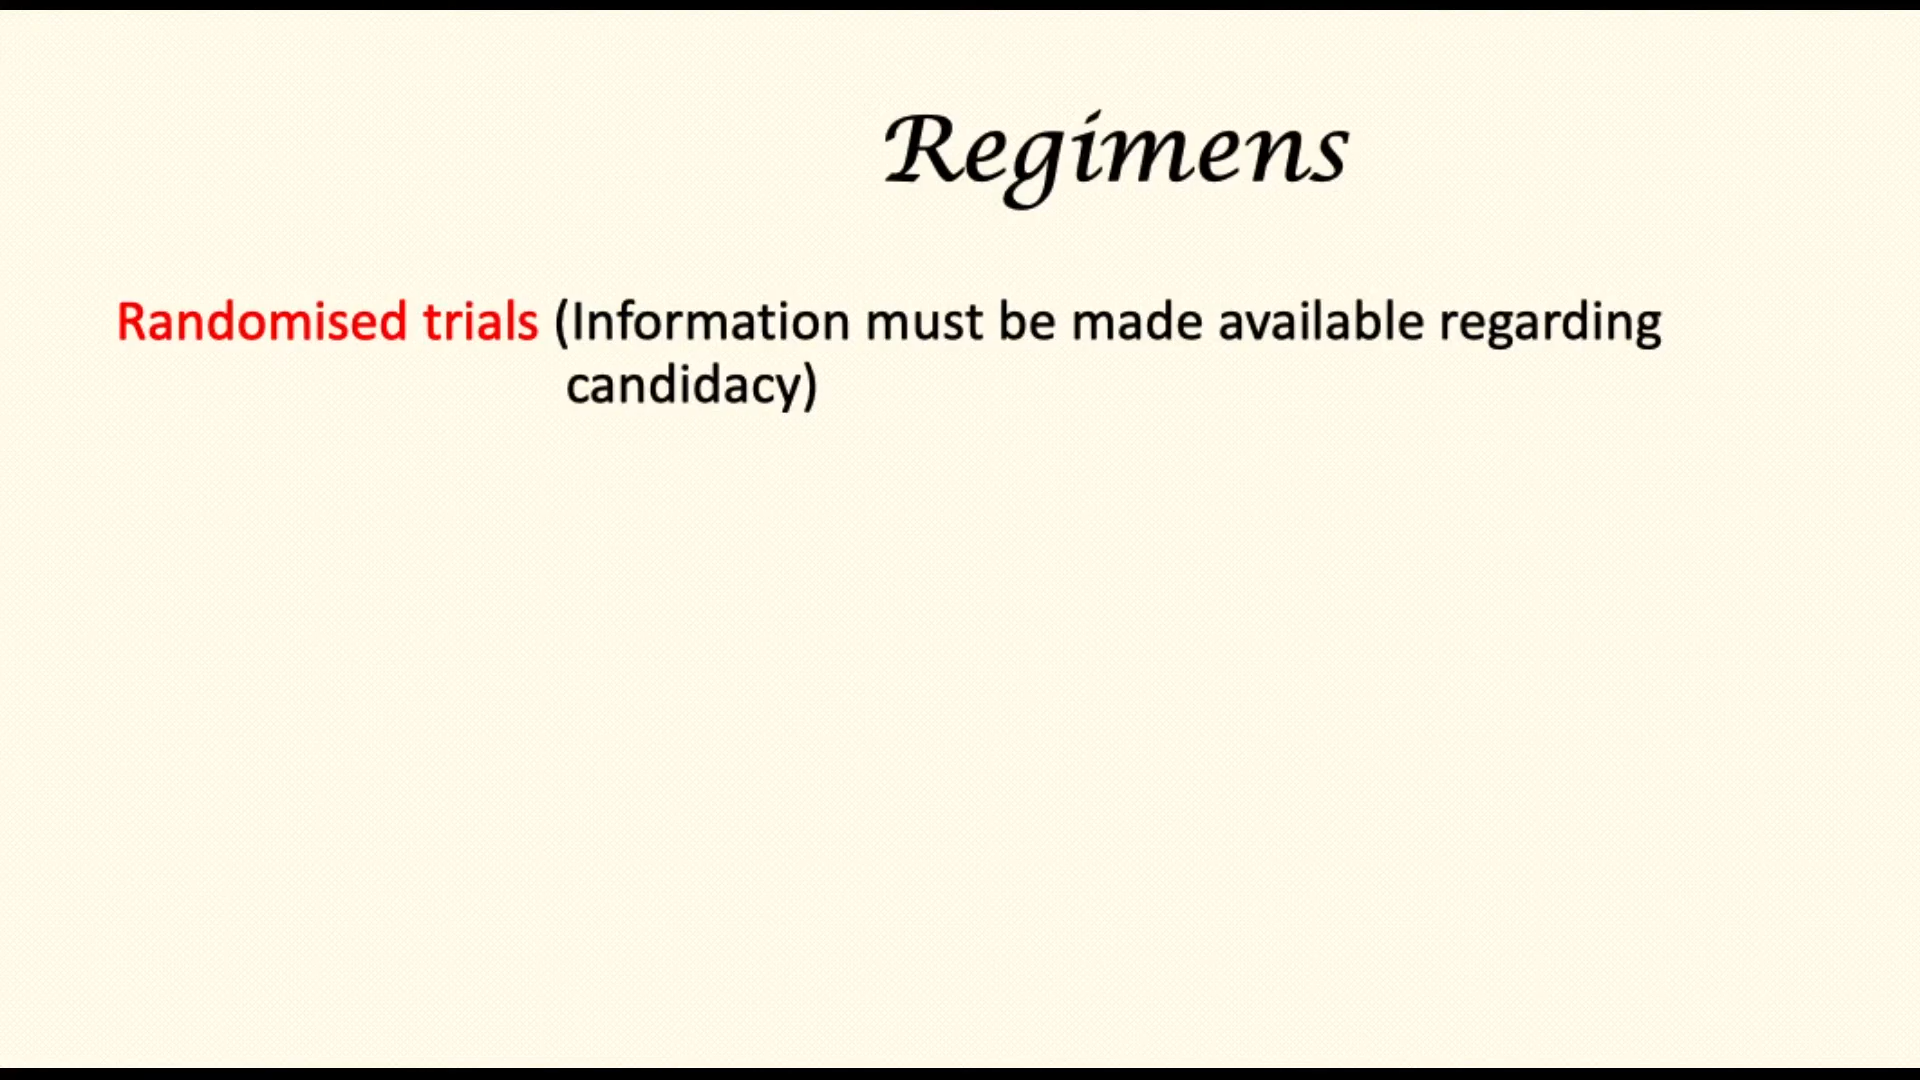 Regimens
Randomised trials (Information must be made available regarding
candidacy)